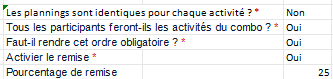 Les plannings sont identiques pour chaque activité ? * Non
Tous les participants feront-ils les activités du combo ? * Oui
Faut-il rendre cet ordre obligatoire ? * Oui
Activier le remise * Oui
Pourcentage de remise 25